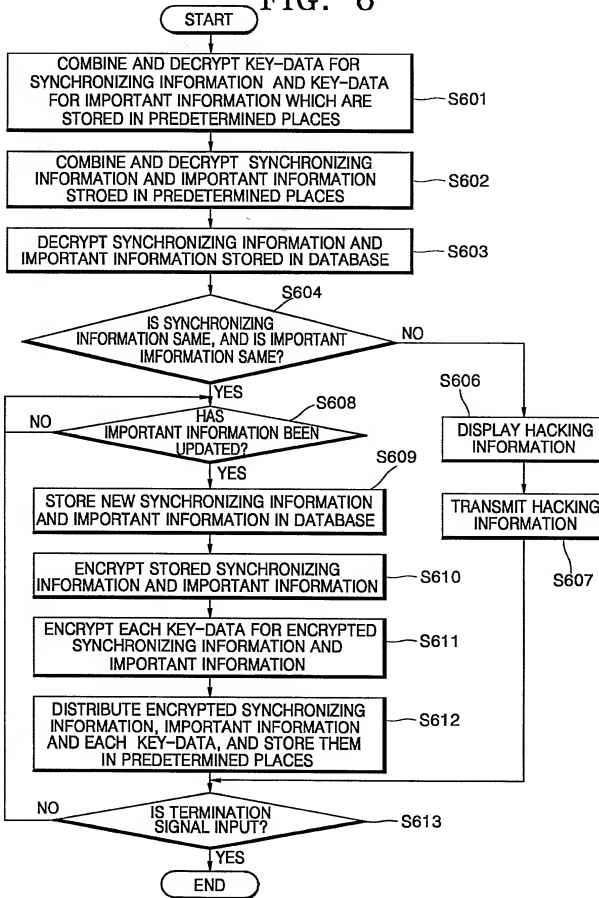 FIG. 6
START
COMBINE AND DECRYPT KEY-DATA FOR
SYNCHRONIZING INFORMATION AND KEY-DATA
FOR IMPORTANT INFORMATION WHICH ARE
STORED IN PREDETERMINED PLACES
S601
COMBINE AND DECRYPT SYNCHRONIZING
INFORMATION AND IMPORTANT INFORMATION
STROED IN PREDETERMINED PLACES
S602
DECRYPT SYNCHRONIZING INFORMATION AND
IMPORTANT INFORMATION STORED IN DATABASE
S603
S604
IS SYNCHRONIZING
INFORMATION SAME, AND IS IMPORTANT
IMFORMATION SAME?
NO
YES
S606
DISPLAY HACKING
INFORMATION
TRANSMIT HACKING
INFORMATION
S607
S608
HAS
IMPORTANT INFORMATION BEEN
UPDATED?
NO
YES
S609
STORE NEW SYNCHRONIZING INFORMATION
AND IMPORTANT INFORMATION IN DATABASE
ENCRYPT STORED SYNCHRONIZING
INFORMATION AND IMPORTANT INFORMATION
S610
ENCRYPT EACH KEY-DATA FOR ENCRYPTED
SYNCHRONIZING INFORMATION AND
IMPORTANT INFORMATION
S611
DISTRIBUTE ENCRYPTED SYNCHRONIZING
INFORMATION, IMPORTANT INFORMATION
AND EACH KEY-DATA, AND STORE THEM
IN PREDETERMINED PLACES
S612
NO
IS TERMINATION
SIGNAL INPUT?
S613
YES
END